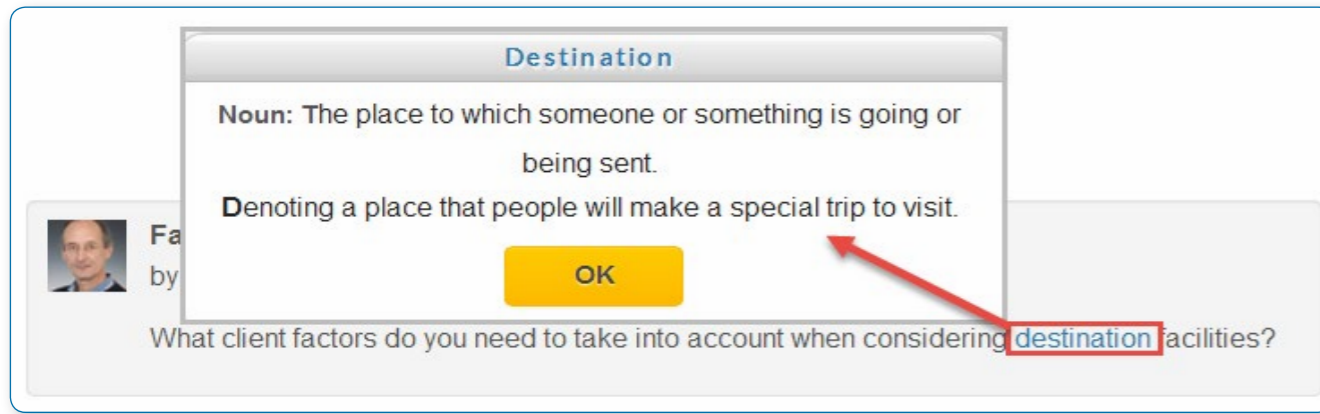 Destination
Noun: The place to which someone or something is going or
being sent.
Denoting a place that people will make a special trip to visit.
Fa
by
OK
What client factors do you need to take into account when considering destination facilities?